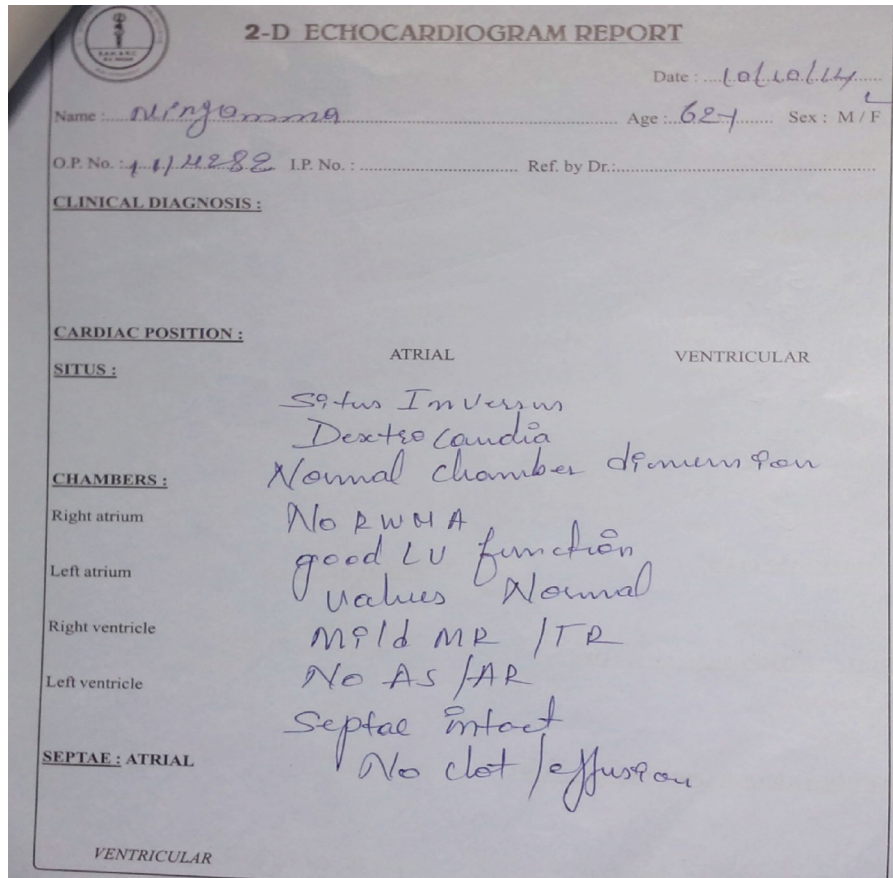 2-D ECHOCARDIOGRAM REPORT
Date : 10/10/14
Name : Ningamma Age : 62y Sex : M / F
O.P. No. : I.P. No. : Ref. by Dr.:
CLINICAL DIAGNOSIS :
CARDIAC POSITION :
ATRIAL VENTRICULAR
SITUS :
Situs Inversus
Dextro Cardia
CHAMBERS : Normal chamber dimension
Right atrium No RWMA
good LV function
Left atrium
Valves Normal
Right ventricle Mild MR / TR
Left ventricle No AS / AR
Septae intact
SEPTAE : ATRIAL No clot / effusion
VENTRICULAR